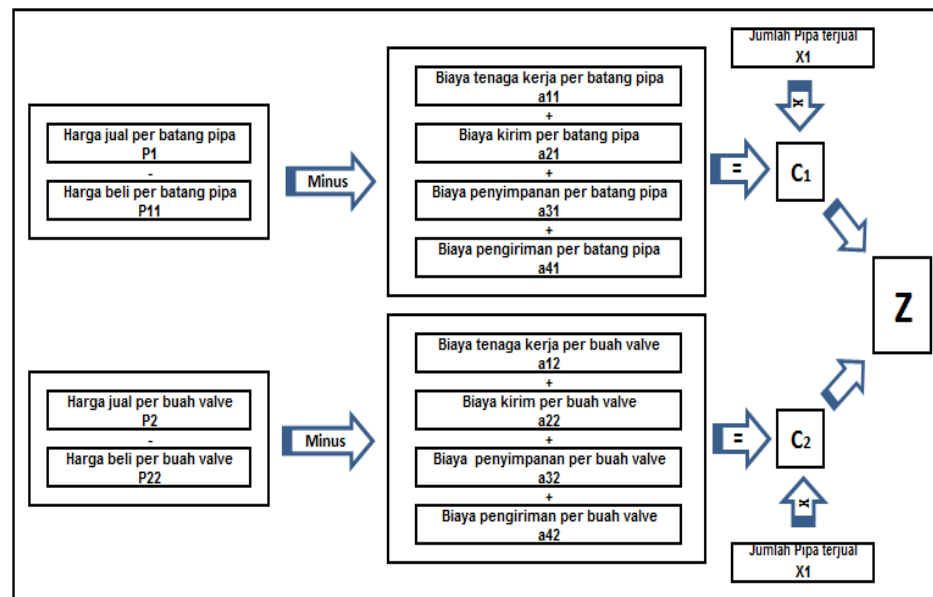 Harga jual per batang pipa
P1
-
Harga beli per batang pipa
P11
Minus
Biaya tenaga kerja per batang pipa
a11
+
Biaya kirim per batang pipa
a21
+
Biaya penyimpanan per batang pipa
a31
+
Biaya pengiriman per batang pipa
a41
=
Jumlah Pipa terjual
X1
X
C1
Z
Harga jual per buah valve
P2
-
Harga beli per buah valve
P22
Minus
Biaya tenaga kerja per buah valve
a12
+
Biaya kirim per buah valve
a22
+
Biaya penyimpanan per buah valve
a32
+
Biaya pengiriman per buah valve
a42
=
C2
X
Jumlah Pipa terjual
X1